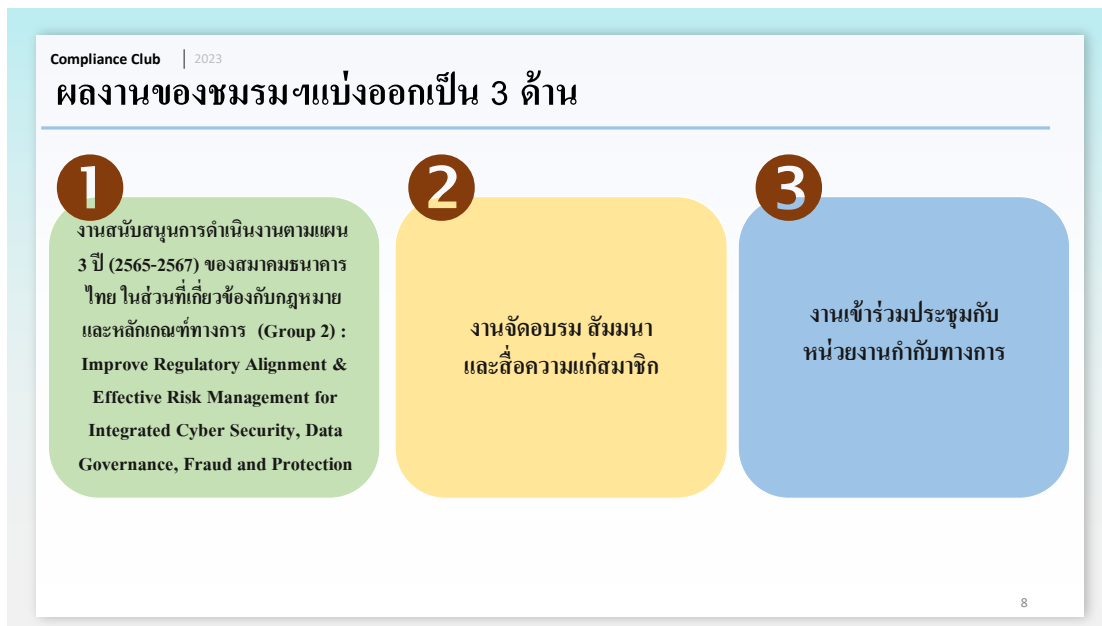 Compliance Club | 2023
ผลงานของชมรมฯแบ่งออกเป็น 3 ด้าน
1
งานสนับสนุนการดำเนินงานตามแผน
3 ปี (2565-2567) ของสมาคมธนาคาร
ไทย ในส่วนที่เกี่ยวข้องกับกฎหมาย
และหลักเกณฑ์ทางการ (Group 2) :
Improve Regulatory Alignment &
Effective Risk Management for
Integrated Cyber Security, Data
Governance, Fraud and Protection
2
งานจัดอบรม สัมมนา
และสื่อความแก่สมาชิก
3
งานเข้าร่วมประชุมกับ
หน่วยงานกำกับทางการ
8